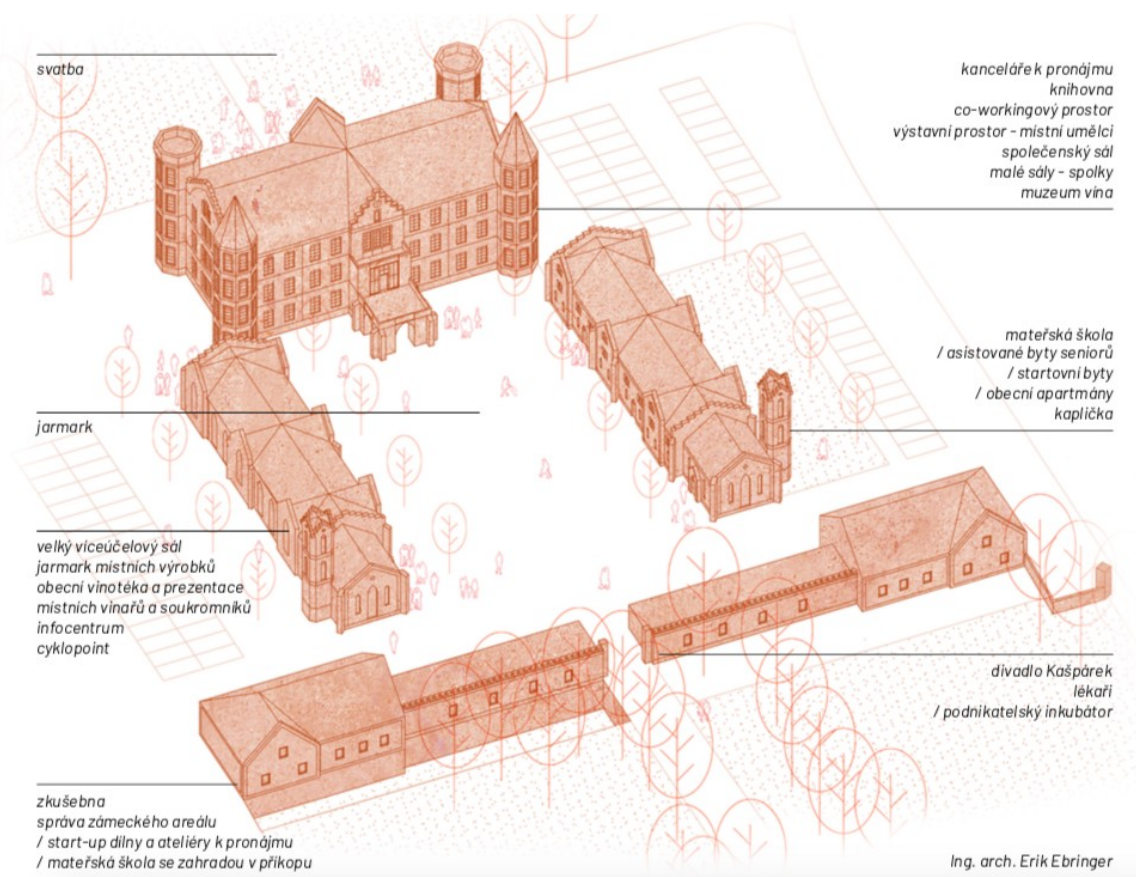 svatba
kanceláře k pronájmu
knihovna
co-workingový prostor
výstavní prostor - místní umělci
společenský sál
malé sály - spolky
muzeum vína
mateřská škola
/ asistované byty seniorů
/ startovní byty
/ obecní apartmány
kaplička
jarmark
velký víceúčelový sál
jarmark místních výrobků
obecní vinotéka a prezentace
místních vinařů a soukromníků
infocentrum
cyklopoint
divadlo Kašpárek
lékaři
/ podnikatelský inkubátor
zkušebna
správa zámeckého areálu
/ start-up dílny a ateliéry k pronájmu
/ mateřská škola se zahradou v příkopu
Ing. arch. Erik Ebringer